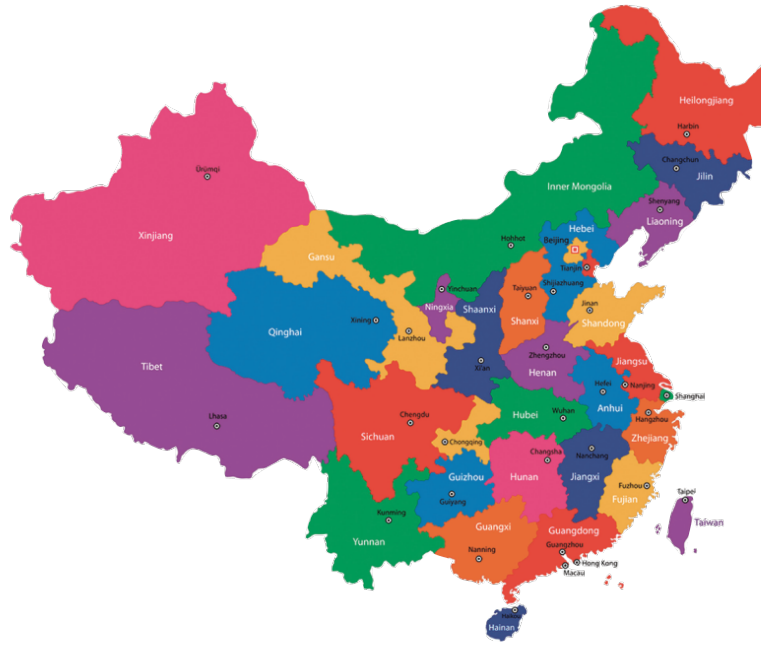 Heilongjiang
Harbin
Changchun
Jilin
Ürümqi
Inner Mongolia
Shenyang
Liaoning
Xinjiang
Hebei
Hohhot
Beijing
Gansu
Tianjin
Yinchuan
Taiyuan
Shijiazhuang
Ningxia
Shaanxi
Jinan
Xining
Shanxi
Shandong
Qinghai
Lanzhou
Zhengzhou
Tibet
Xi'an
Henan
Jiangsu
Hefei
Nanjing
Shanghai
Lhasa
Chengdu
Hubei
Wuhan
Anhui
Hangzhou
Sichuan
Chongqing
Zhejiang
Changsha
Nanchang
Guizhou
Hunan
Jiangxi
Fuzhou
Guiyang
Fujian
Taipei
Kunming
Guangxi
Guangdong
Taiwan
Yunnan
Nanning
Guangzhou
Hong Kong
Macau
Haikou
Hainan